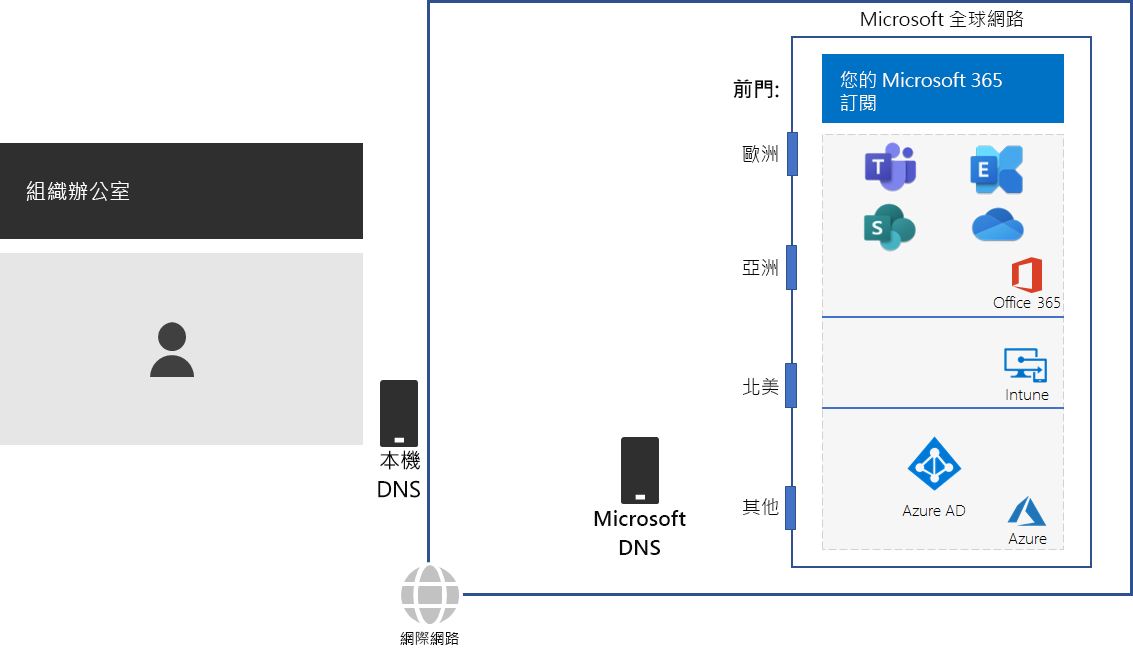 Microsoft 全球網路
您的 Microsoft 365
訂閱
前門:
歐洲
亞洲
北美
其他
T
E
S
Office 365
Intune
Azure AD
Azure
組織辦公室
本機
DNS
Microsoft
DNS
網際網路